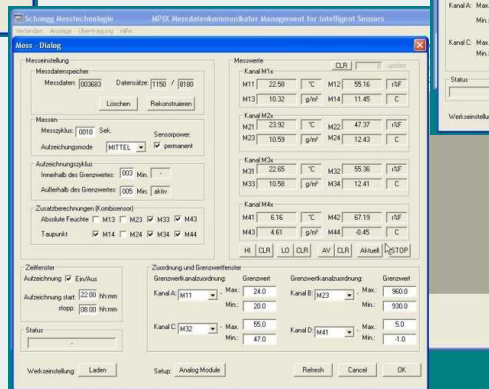 Schnegg Messtechnologie MPIX Messdatenkommunikator Management for Intelligent Sensors
Verbinden Anzeige Übertragung Hilfe
Mess - Dialog
Messeinstellung
Messdatenspeicher
Messdaten: 003683 Datensätze: 1150 / 8180
Löschen Rekonstruieren
Messen
Messzyklus: 0010 Sek. Sensorpower:
Aufzeichungsmode MITTEL permanent
Aufzeichnungszyklus
Innerhalb des Grenzwertes: 003 Min. -
Außerhalb des Grenzwertes: 005 Min. aktiv
Zusatzberechnungen (Kombisensor)
Absolute Feuchte M13 M23 M33 M43
Taupunkt M14 M24 M34 M44
Messwerte
CLR update
Kanal M1x
M11 22.58 °C M12 55.16 r%F
M13 10.32 g/m³ M14 11.45 C
Kanal M2x
M21 23.92 °C M22 47.37 r%F
M23 10.59 g/m³ M24 12.43 C
Kanal M3x
M31 22.65 °C M32 55.36 r%F
M33 10.58 g/m³ M34 12.41 C
Kanal M4x
M41 6.16 °C M42 67.19 r%F
M43 4.61 g/m³ M44 -0.45 C
HI CLR LO CLR AV CLR Aktuell STOP
Zeitfenster
Aufzeichnung Ein/Aus
Aufzeichnung start: 22:00 hh:mm
stopp: 08:00 hh:mm
Status
-
Zuordnung und Grenzwertfenster
Grenzwertkanalzuordnung: Grenzwert Grenzwertkanalzuordnung: Grenzwert
Kanal A: M11 - Max.: 24.0 Kanal B: M23 - Max.: 960.0
Min.: 20.0 Min.: 930.0
Kanal C: M32 - Max.: 55.0 Kanal D: M41 - Max.: 5.0
Min.: 47.0 Min.: -1.0
Werkseinstellung: Laden Setup: Analog Module Refresh Cancel OK
Kanal A: Max.
Min.:
Kanal C: Max.
Min.:
Status